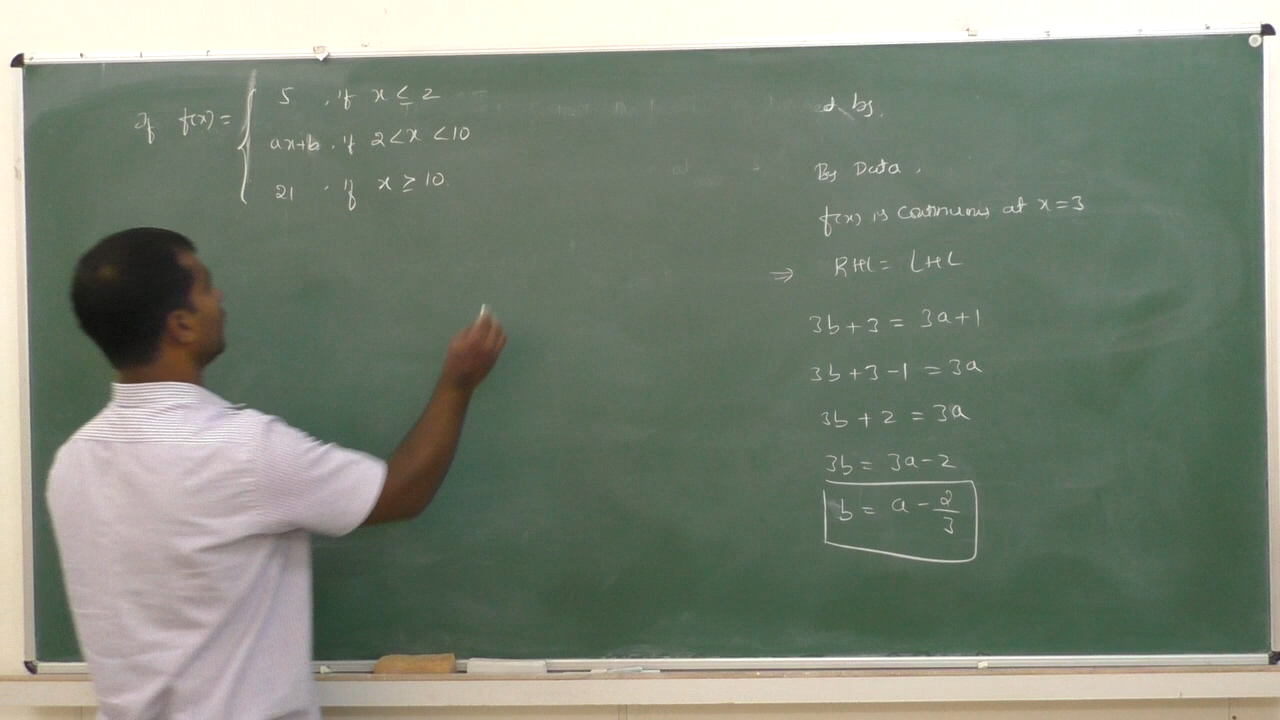 If f(x) = { 5 , if x ≤ 2
ax+b , if 2<x <10
21 , if x ≥ 10
d bs,
By Data ,
f(x) is continuous at x=3
⇒ RHL = LHL
3b+3 = 3a+1
3b+3-1 = 3a
3b + 2 = 3a
3b = 3a-2
b = a - 2/3